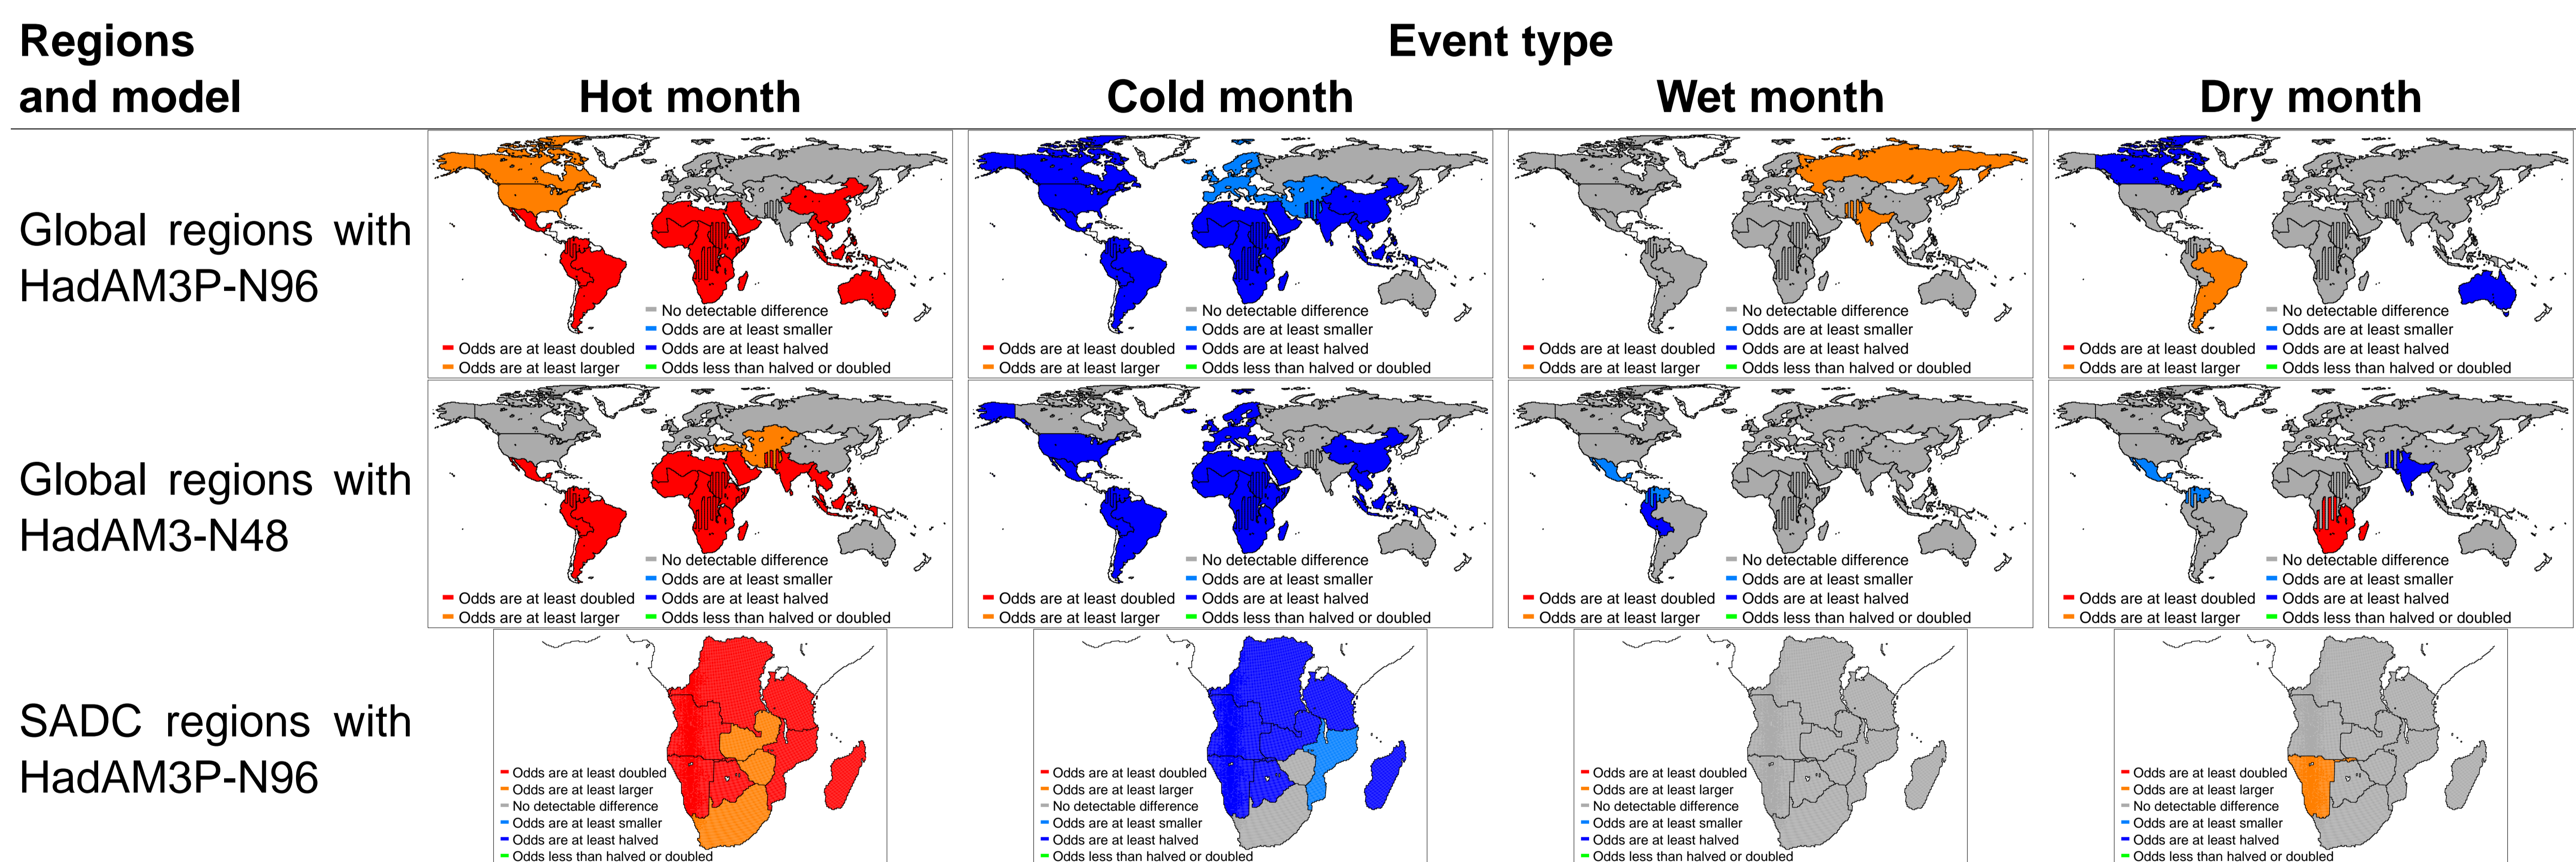 Regions
and model
Event type
Hot month
Cold month
Wet month
Dry month
Global regions with
HadAM3P-N96
No detectable difference
Odds are at least smaller
Odds are at least doubled
Odds are at least halved
Odds are at least larger
Odds less than halved or doubled
No detectable difference
Odds are at least smaller
Odds are at least doubled
Odds are at least halved
Odds are at least larger
Odds less than halved or doubled
No detectable difference
Odds are at least smaller
Odds are at least doubled
Odds are at least halved
Odds are at least larger
Odds less than halved or doubled
No detectable difference
Odds are at least smaller
Odds are at least doubled
Odds are at least halved
Odds are at least larger
Odds less than halved or doubled
Global regions with
HadAM3-N48
No detectable difference
Odds are at least smaller
Odds are at least doubled
Odds are at least halved
Odds are at least larger
Odds less than halved or doubled
No detectable difference
Odds are at least smaller
Odds are at least doubled
Odds are at least halved
Odds are at least larger
Odds less than halved or doubled
No detectable difference
Odds are at least smaller
Odds are at least doubled
Odds are at least halved
Odds are at least larger
Odds less than halved or doubled
No detectable difference
Odds are at least smaller
Odds are at least doubled
Odds are at least halved
Odds are at least larger
Odds less than halved or doubled
SADC regions with
HadAM3P-N96
Odds are at least doubled
Odds are at least larger
No detectable difference
Odds are at least smaller
Odds are at least halved
Odds less than halved or doubled
Odds are at least doubled
Odds are at least larger
No detectable difference
Odds are at least smaller
Odds are at least halved
Odds less than halved or doubled
Odds are at least doubled
Odds are at least larger
No detectable difference
Odds are at least smaller
Odds are at least halved
Odds less than halved or doubled
Odds are at least doubled
Odds are at least larger
No detectable difference
Odds are at least smaller
Odds are at least halved
Odds less than halved or doubled